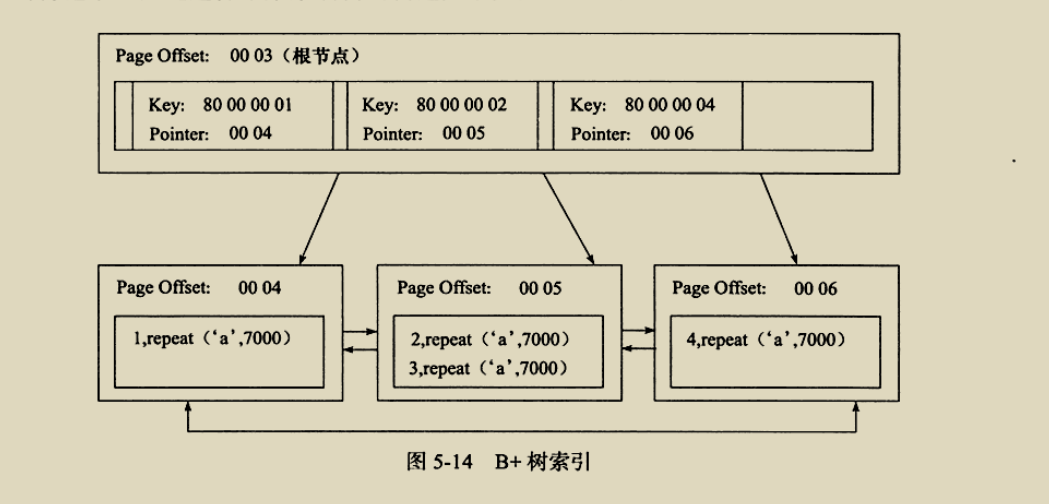 Page Offset: 00 03（根节点）
Key: 80 00 00 01
Pointer: 00 04
Key: 80 00 00 02
Pointer: 00 05
Key: 80 00 00 04
Pointer: 00 06
Page Offset: 00 04
1,repeat（‘a’,7000）
Page Offset: 00 05
2,repeat（‘a’,7000）
3,repeat（‘a’,7000）
Page Offset: 00 06
4,repeat（‘a’,7000）
图 5-14 B+ 树索引